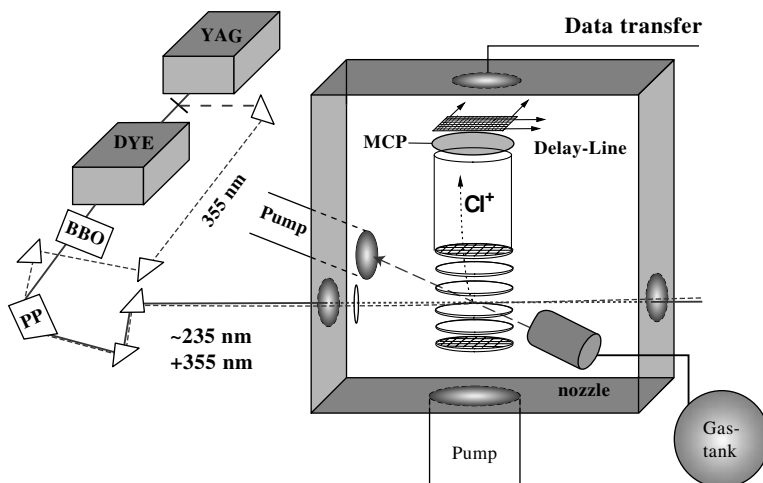 YAG
Data transfer
DYE
MCP
Delay-Line
355 nm
Cl⁺
Pump
BBO
PP
~235 nm
+355 nm
nozzle
Gas-
tank
Pump